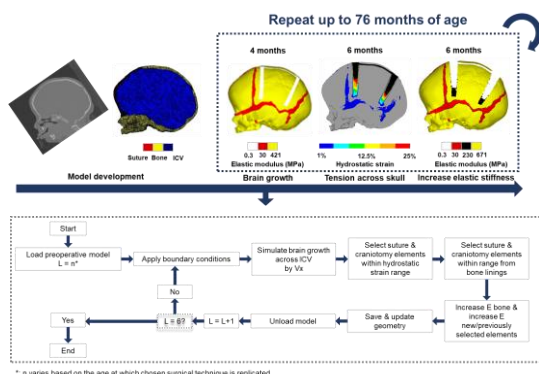 Repeat up to 76 months of age
4 months
6 months
6 months
Suture Bone ICV
0.3 30 421
Elastic modulus (MPa)
1% 12.5% 25%
Hydrostatic strain
0.3 30 230 671
Elastic modulus (MPa)
Model development
Brain growth
Tension across skull
Increase elastic stiffness
Start
Load preoperative model
L = n*
Apply boundary conditions
Simulate brain growth
across ICV
by Vx
Select suture &
craniotomy elements
within hydrostatic
strain range
Select suture &
craniotomy elements
within range from
bone linings
Increase E bone &
increase E
new/previously
selected elements
Save & update
geometry
Unload model
L = L+1
L = 6?
No
Yes
End
*: n varies based on the age at which chosen surgical technique is replicated